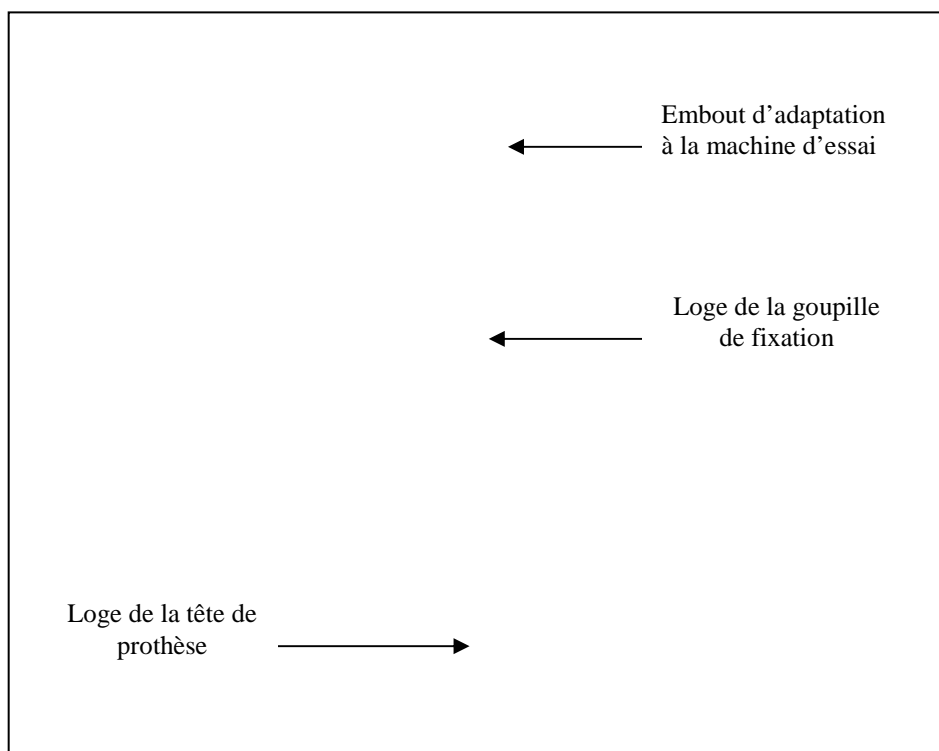 Embout d’adaptation
à la machine d’essai
Loge de la goupille
de fixation
Loge de la tête de
prothèse